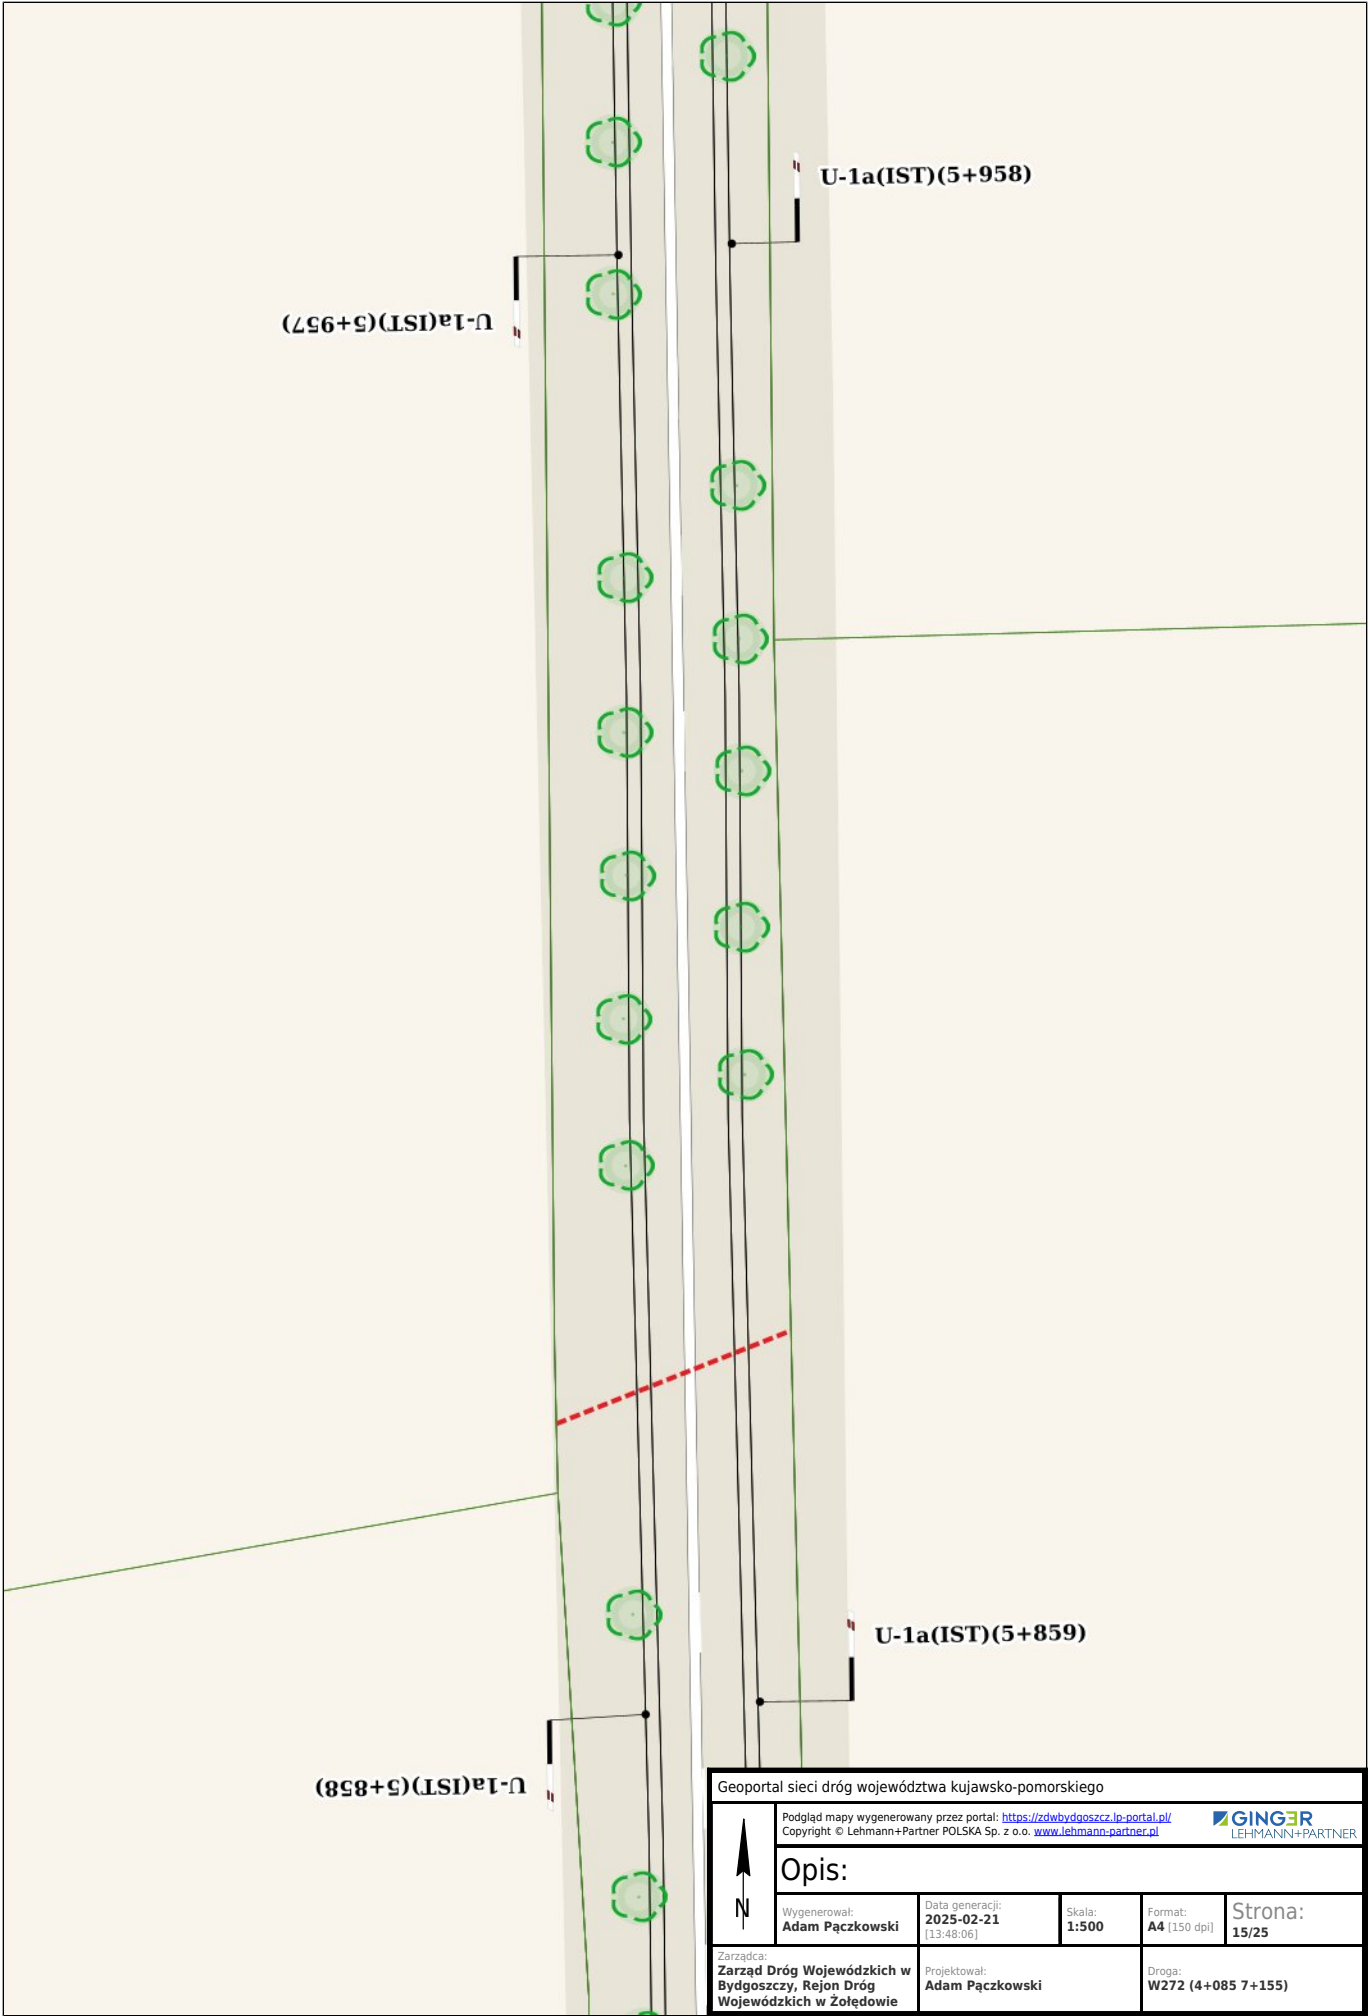 U-1a(IST)(5+958)
U-1a(IST)(5+957)
U-1a(IST)(5+859)
U-1a(IST)(5+858)
Geoportal sieci dróg województwa kujawsko-pomorskiego
N
Podgląd mapy wygenerowany przez portal: https://zdwbydgoszcz.lp-portal.pl/
Copyright © Lehmann+Partner POLSKA Sp. z o.o. www.lehmann-partner.pl
GINGER
LEHMANN+PARTNER
Opis:
Wygenerował:
Adam Pączkowski
Data generacji:
2025-02-21
[13:48:06]
Skala:
1:500
Format:
A4 [150 dpi]
Strona:
15/25
Zarządca:
Zarząd Dróg Wojewódzkich w
Bydgoszczy, Rejon Dróg
Wojewódzkich w Żołędowie
Projektował:
Adam Pączkowski
Droga:
W272 (4+085 7+155)